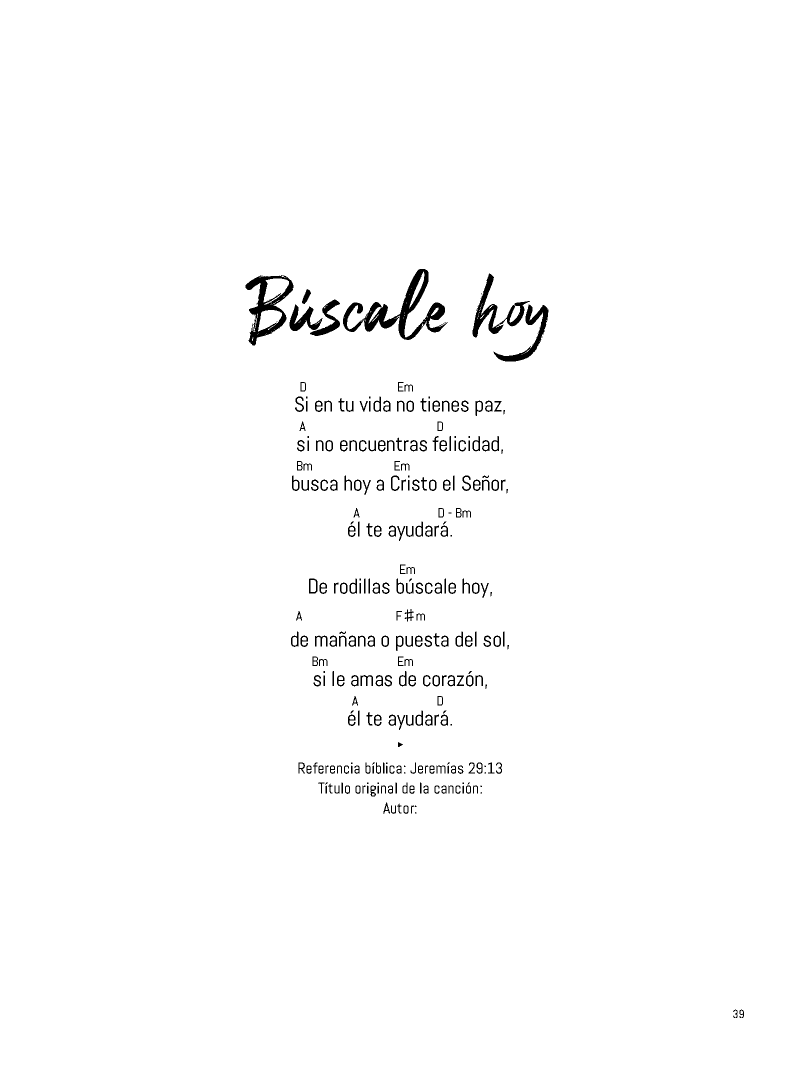 Búscale hoy
D Em
Si en tu vida no tienes paz,
A D
si no encuentras felicidad,
Bm Em
busca hoy a Cristo el Señor,
A D - Bm
él te ayudará.
Em
De rodillas búscale hoy,
A F♯m
de mañana o puesta del sol,
Bm Em
si le amas de corazón,
A D
él te ayudará.
Referencia bíblica: Jeremías 29:13
Título original de la canción:
Autor:
39